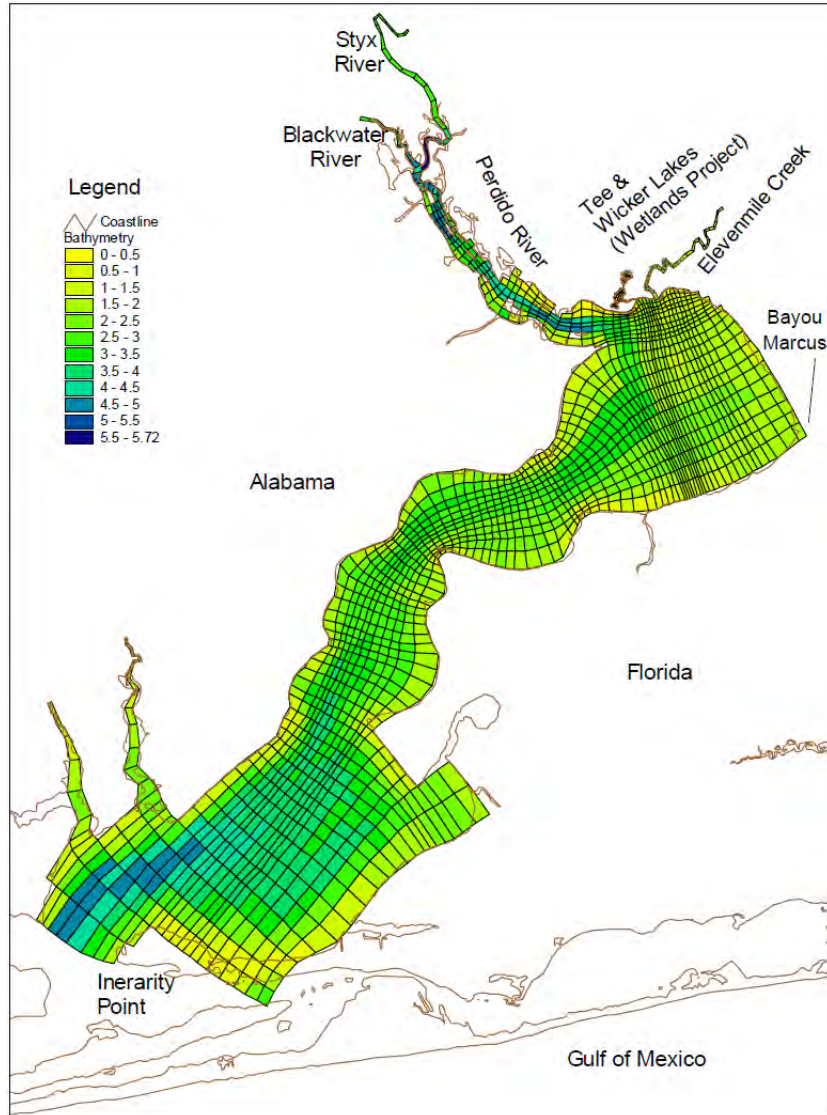 Styx
River
Blackwater
River
Perdido River
Tee &
Wicker Lakes
(Wetlands Project)
Elevenmile Creek
Bayou
Marcus
Legend
Coastline
Bathymetry
0 - 0.5
0.5 - 1
1 - 1.5
1.5 - 2
2 - 2.5
2.5 - 3
3 - 3.5
3.5 - 4
4 - 4.5
4.5 - 5
5 - 5.5
5.5 - 5.72
Alabama
Florida
Inerarity
Point
Gulf of Mexico